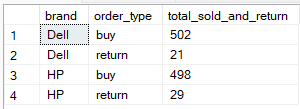 brand order_type total_sold_and_return
1 Dell buy 502
2 Dell return 21
3 HP buy 498
4 HP return 29